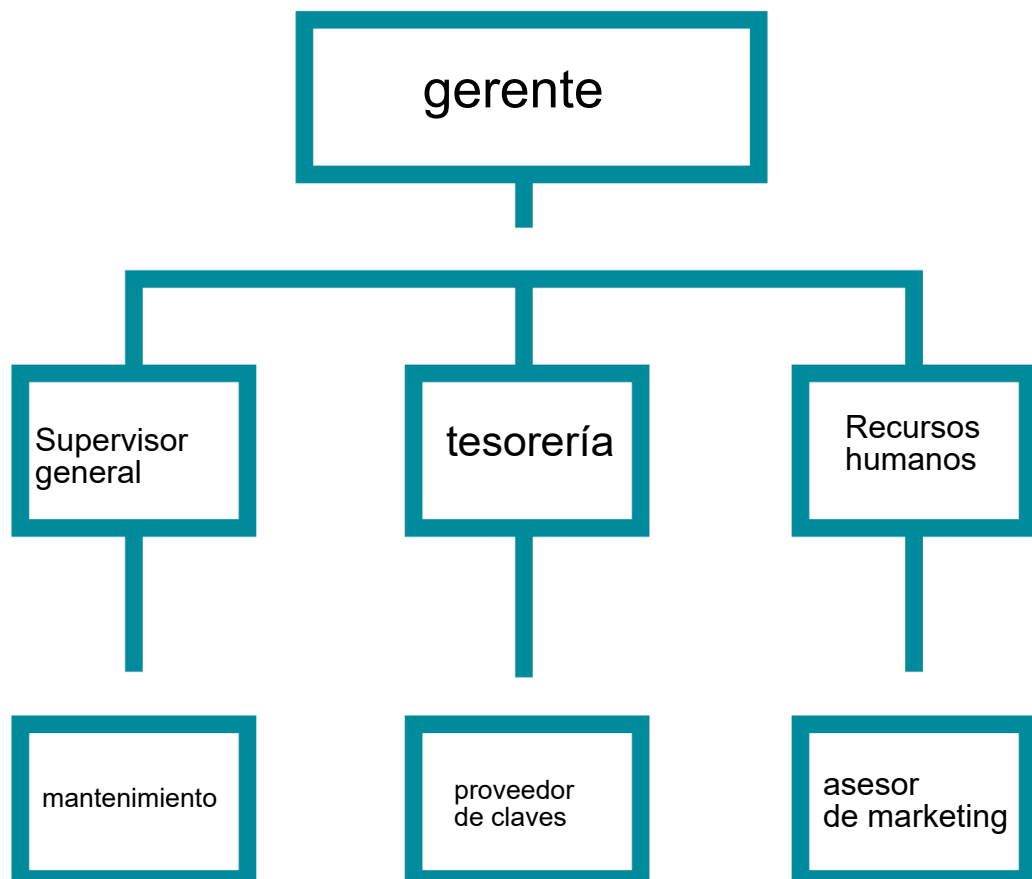 gerente
Supervisor
general
tesorería
Recursos
humanos
mantenimiento
proveedor
de claves
asesor
de marketing